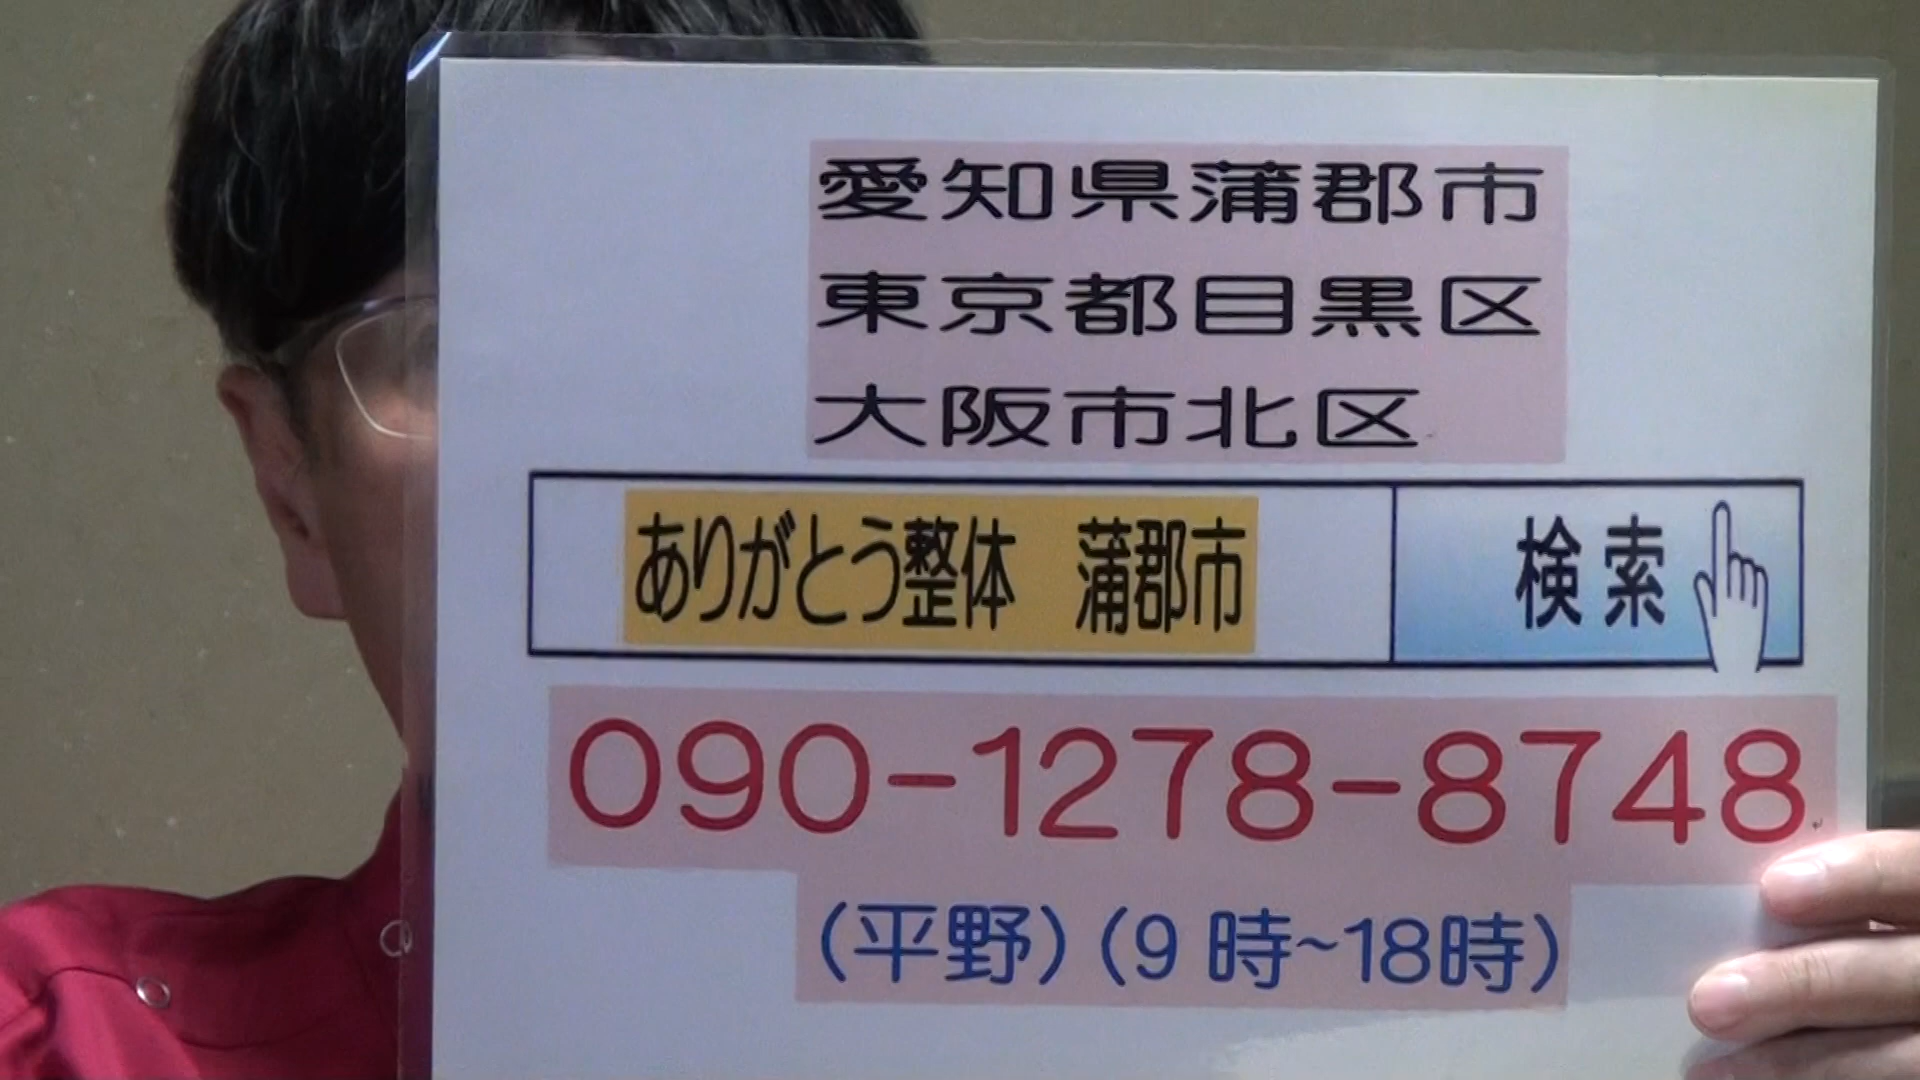 愛知県蒲郡市
東京都目黒区
大阪市北区
ありがとう整体　蒲郡市
検索
090-1278-8748
(平野)(9時~18時)